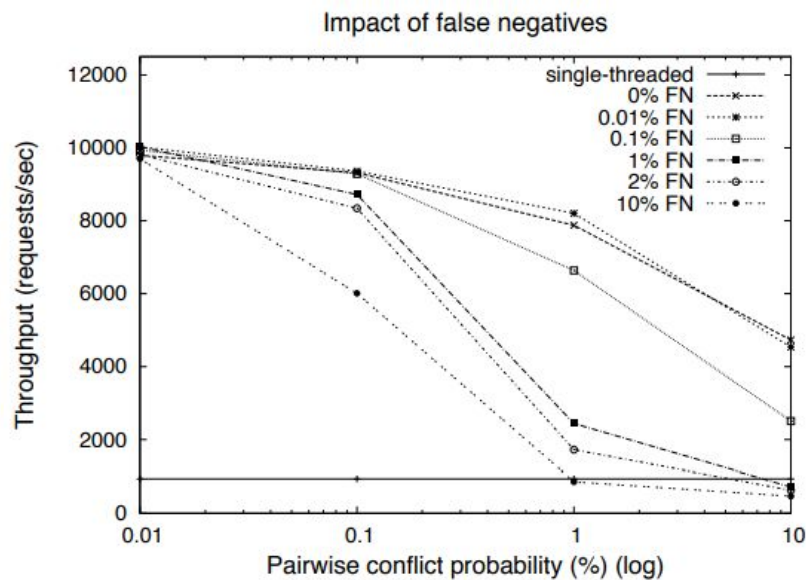 Impact of false negatives
12000
10000
8000
6000
4000
2000
0
Throughput (requests/sec)
single-threaded
0% FN
0.01% FN
0.1% FN
1% FN
2% FN
10% FN
0.01 0.1 1 10
Pairwise conflict probability (%) (log)